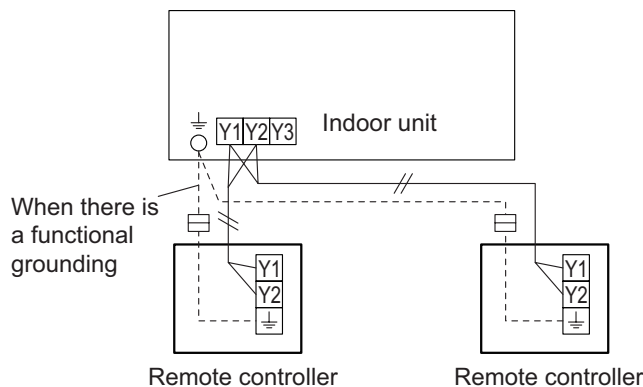 Y1 Y2 Y3
Indoor unit
When there is
a functional
grounding
Y1
Y2
Y1
Y2
Remote controller
Remote controller